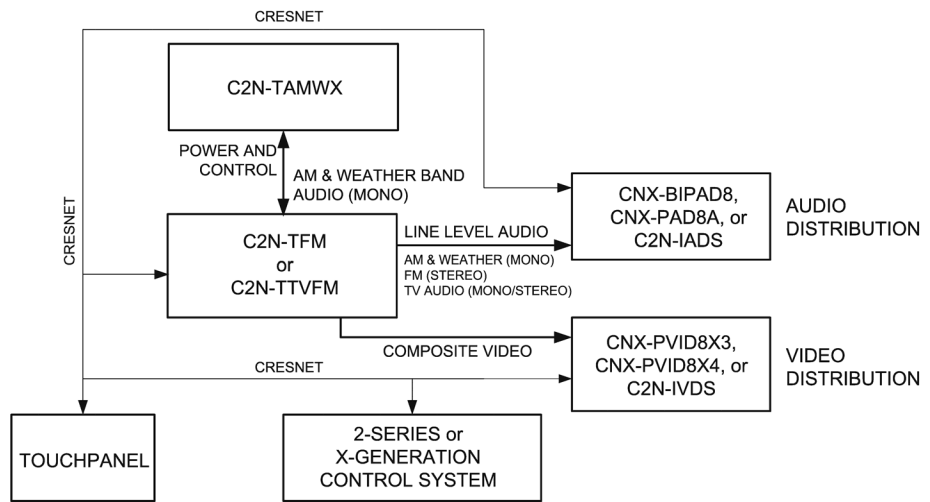 CRESNET
C2N-TAMWX
POWER AND
CONTROL
AM & WEATHER BAND
AUDIO (MONO)
CRESNET
C2N-TFM
or
C2N-TTVFM
LINE LEVEL AUDIO
AM & WEATHER (MONO)
FM (STEREO)
TV AUDIO (MONO/STEREO)
CNX-BIPAD8,
CNX-PAD8A, or
C2N-IADS
AUDIO
DISTRIBUTION
COMPOSITE VIDEO
CNX-PVID8X3,
CNX-PVID8X4, or
C2N-IVDS
VIDEO
DISTRIBUTION
CRESNET
TOUCHPANEL
2-SERIES or
X-GENERATION
CONTROL SYSTEM